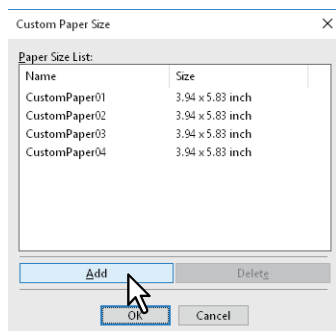 Custom Paper Size
Paper Size List:
Name Size
CustomPaper01 3.94 x 5.83 inch
CustomPaper02 3.94 x 5.83 inch
CustomPaper03 3.94 x 5.83 inch
CustomPaper04 3.94 x 5.83 inch
Add Delete
OK Cancel